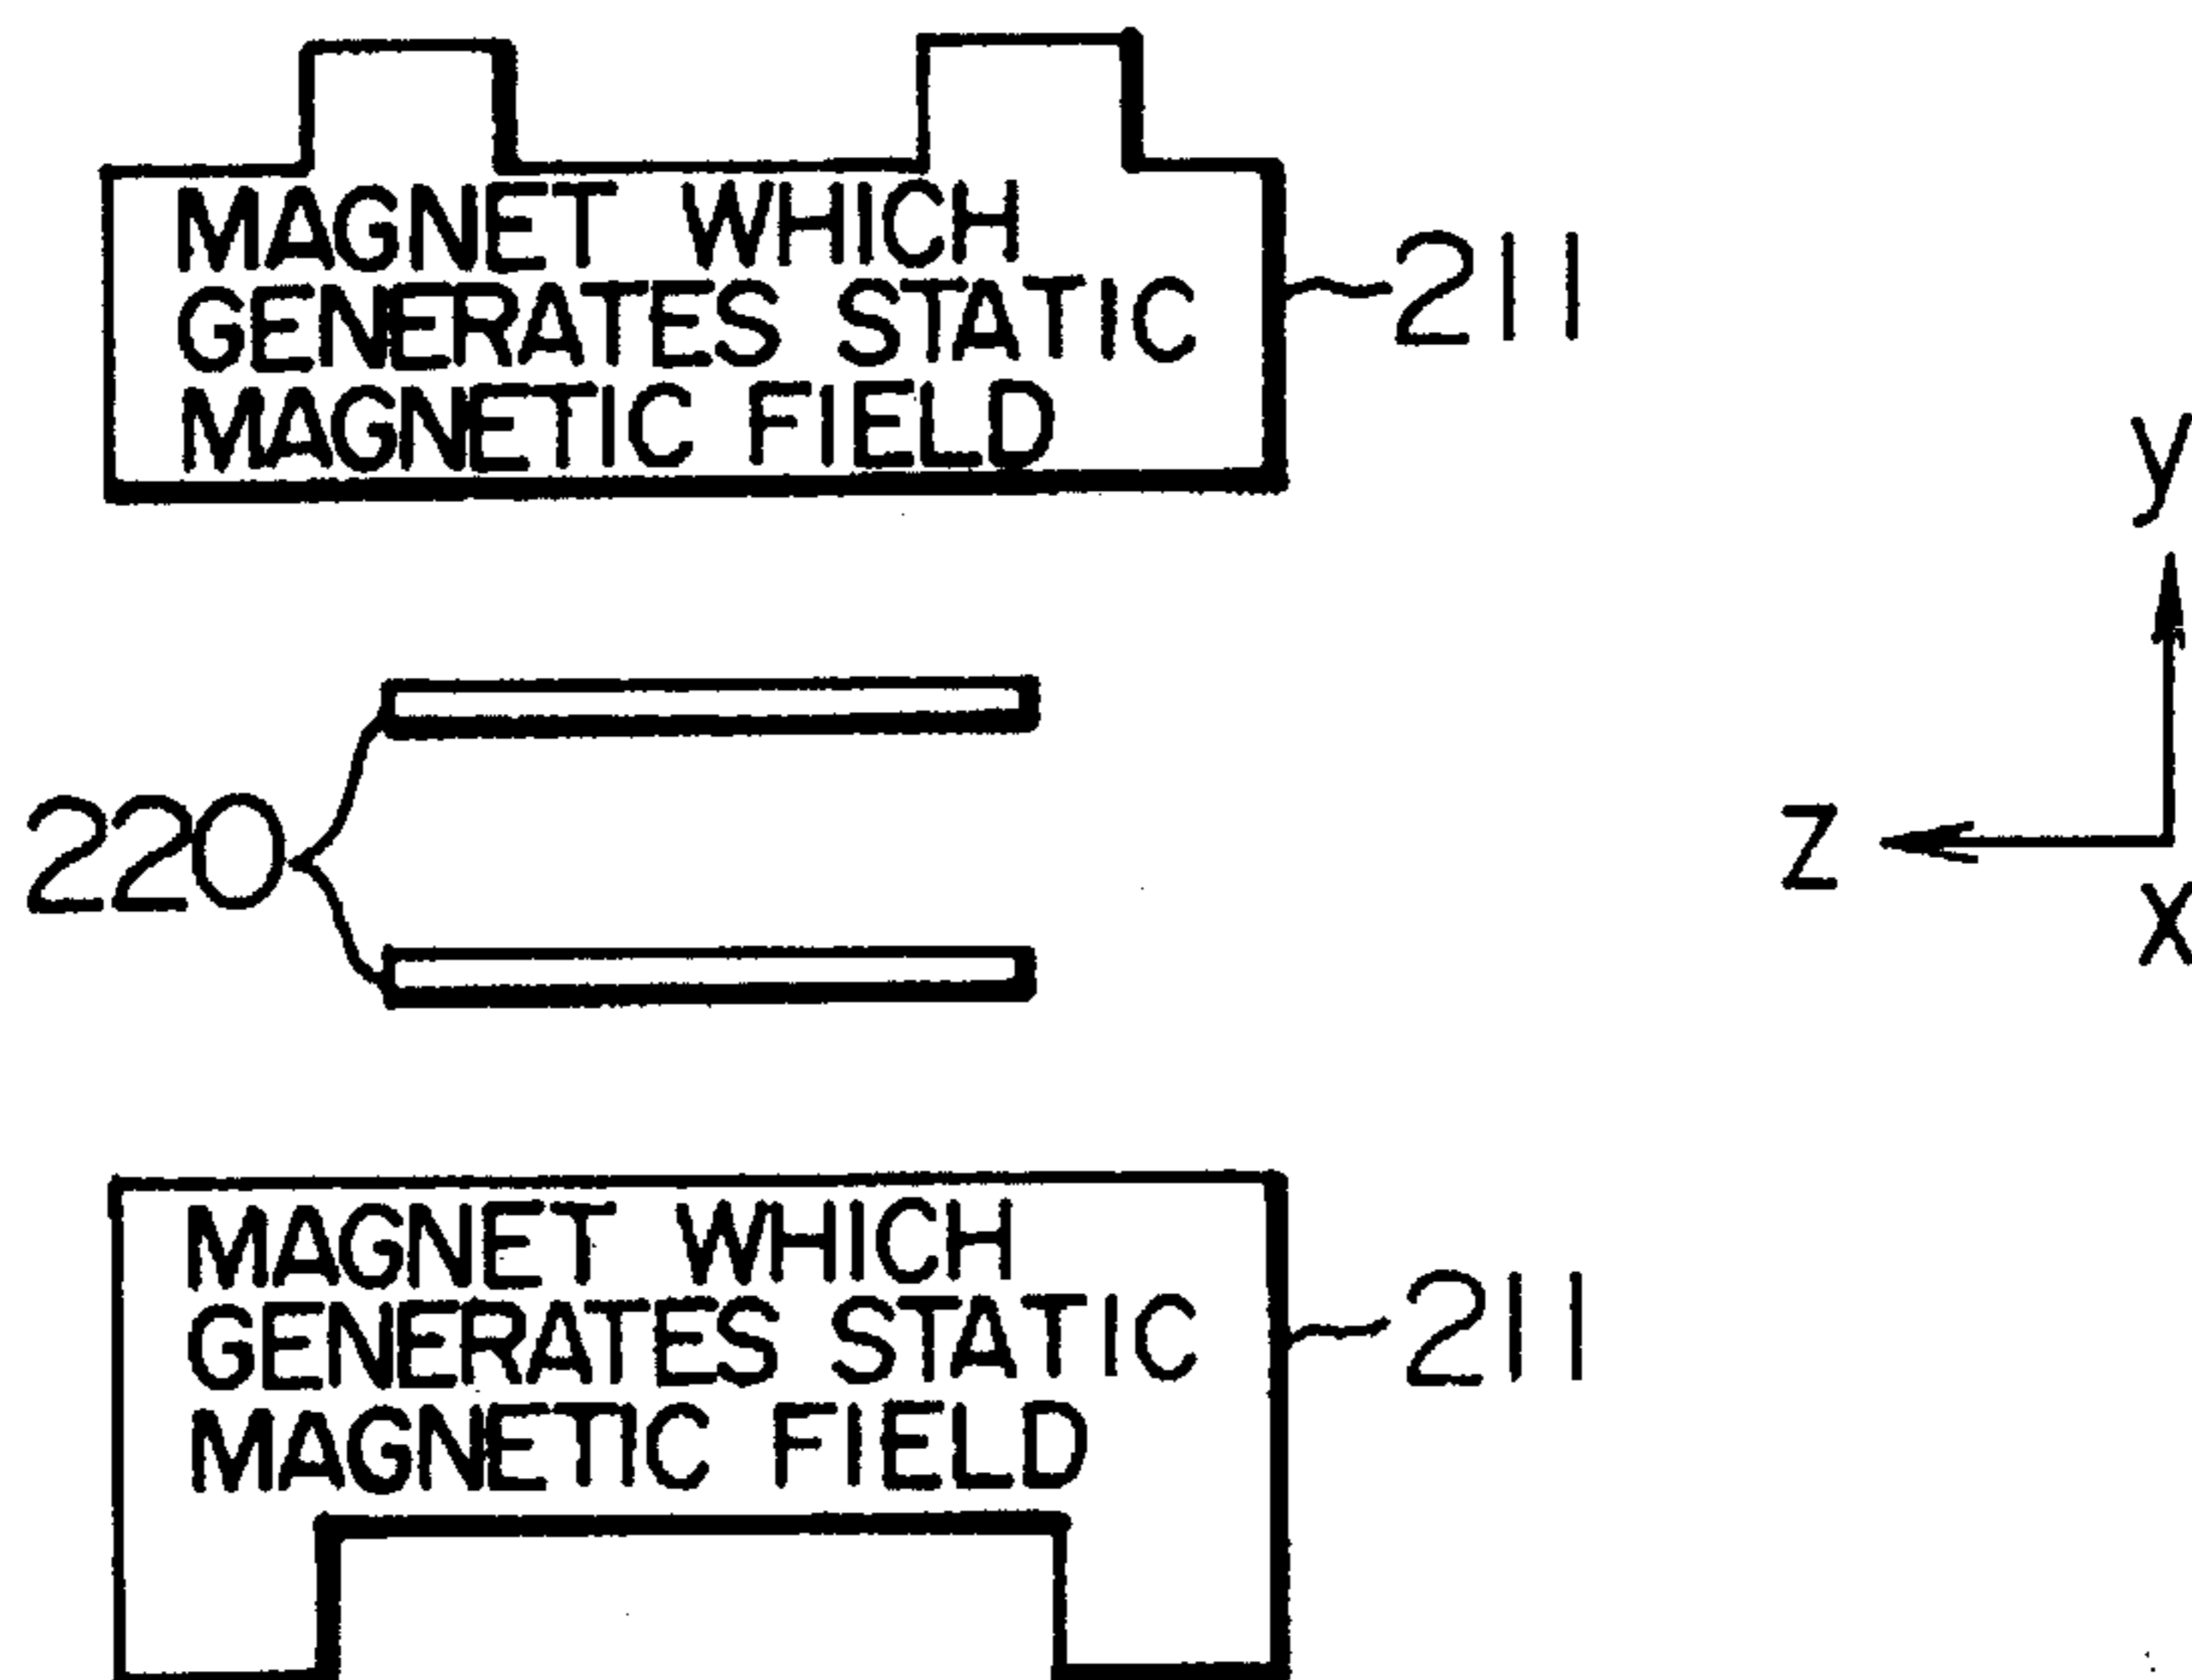 MAGNET WHICH
GENERATES STATIC
MAGNETIC FIELD
211
y
220
z
x
MAGNET WHICH
GENERATES STATIC
MAGNETIC FIELD
211